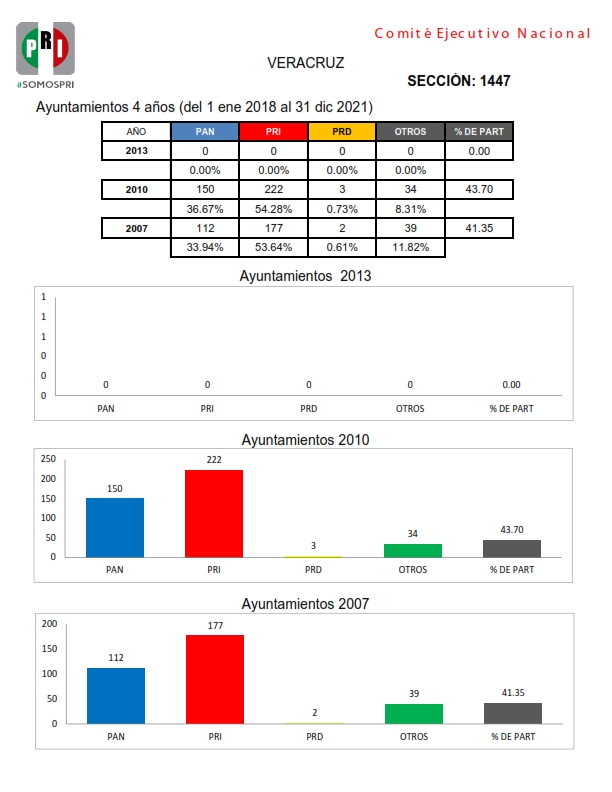 Comité Ejecutivo Nacional
PRI
#SOMOSPRI
VERACRUZ
SECCIÓN: 1447
Ayuntamientos 4 años (del 1 ene 2018 al 31 dic 2021)
AÑO PAN PRI PRD OTROS % DE PART
2013 0 0 0 0 0.00
0.00% 0.00% 0.00% 0.00%
2010 150 222 3 34 43.70
36.67% 54.28% 0.73% 8.31%
2007 112 177 2 39 41.35
33.94% 53.64% 0.61% 11.82%
Ayuntamientos 2013
1
1
1
0
0
0
0 0 0 0 0.00
PAN PRI PRD OTROS % DE PART
Ayuntamientos 2010
250
200
150
100
50
0
150 222 3 34 43.70
PAN PRI PRD OTROS % DE PART
Ayuntamientos 2007
200
150
100
50
0
112 177 2 39 41.35
PAN PRI PRD OTROS % DE PART